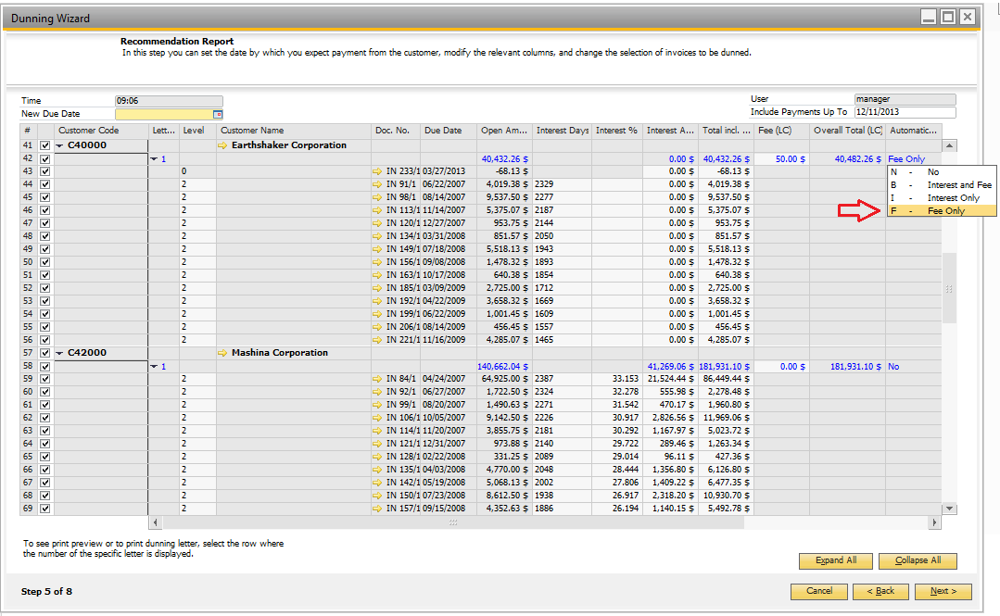 Dunning Wizard
Recommendation Report
In this step you can set the date by which you expect payment from the customer, modify the relevant columns, and change the selection of invoices to be dunned.
Time 09:06 User manager
New Due Date Include Payments Up To 12/11/2013
# Customer Code Lett... Level Customer Name Doc. No. Due Date Open Am... Interest Days Interest % Interest A... Total incl. ... Fee (LC) Overall Total (LC) Automatic...
41 C40000 Earthshaker Corporation
42 1 40,432.26 $ 0.00 $ 40,432.26 $ 50.00 $ 40,482.26 $ Fee Only
43 0 IN 233/1 03/27/2013 -68.13 $ 0.00 $ -68.13 $
N - No
44 2 IN 91/1 06/22/2007 4,019.38 $ 2329 0.00 $ 4,019.38 $
B - Interest and Fee
45 2 IN 98/1 08/14/2007 9,537.50 $ 2277 0.00 $ 9,537.50 $
I - Interest Only
46 2 IN 113/1 11/14/2007 5,375.07 $ 2187 0.00 $ 5,375.07 $
F - Fee Only
47 2 IN 120/1 12/27/2007 953.75 $ 2144 0.00 $ 953.75 $
48 2 IN 134/1 03/31/2008 851.57 $ 2050 0.00 $ 851.57 $
49 2 IN 149/1 07/18/2008 5,518.13 $ 1943 0.00 $ 5,518.13 $
50 2 IN 156/1 09/08/2008 1,478.32 $ 1893 0.00 $ 1,478.32 $
51 2 IN 163/1 10/17/2008 640.38 $ 1854 0.00 $ 640.38 $
52 2 IN 185/1 03/09/2009 2,725.00 $ 1712 0.00 $ 2,725.00 $
53 2 IN 192/1 04/22/2009 3,658.32 $ 1669 0.00 $ 3,658.32 $
54 2 IN 199/1 06/22/2009 1,001.45 $ 1609 0.00 $ 1,001.45 $
55 2 IN 206/1 08/14/2009 456.45 $ 1557 0.00 $ 456.45 $
56 2 IN 221/1 11/16/2009 4,285.07 $ 1465 0.00 $ 4,285.07 $
57 C42000 Mashina Corporation
58 1 140,662.04 $ 41,269.06 $ 181,931.10 $ 0.00 $ 181,931.10 $ No
59 2 IN 84/1 04/24/2007 64,925.00 $ 2387 33.153 21,524.44 $ 86,449.44 $
60 2 IN 92/1 06/27/2007 1,722.50 $ 2324 32.278 555.98 $ 2,278.48 $
61 2 IN 99/1 08/20/2007 1,490.63 $ 2271 31.542 470.17 $ 1,960.80 $
62 2 IN 106/1 10/05/2007 9,142.50 $ 2226 30.917 2,826.56 $ 11,969.06 $
63 2 IN 114/1 11/20/2007 3,855.75 $ 2181 30.292 1,167.97 $ 5,023.72 $
64 2 IN 121/1 12/31/2007 973.88 $ 2140 29.722 289.46 $ 1,263.34 $
65 2 IN 128/1 02/22/2008 331.25 $ 2089 29.014 96.11 $ 427.36 $
66 2 IN 135/1 04/03/2008 4,770.00 $ 2048 28.444 1,356.80 $ 6,126.80 $
67 2 IN 142/1 05/19/2008 5,068.13 $ 2002 27.806 1,409.22 $ 6,477.35 $
68 2 IN 150/1 07/23/2008 8,612.50 $ 1938 26.917 2,318.20 $ 10,930.70 $
69 2 IN 157/1 09/15/2008 4,352.63 $ 1886 26.194 1,140.15 $ 5,492.78 $
To see print preview or to print dunning letter, select the row where
the number of the specific letter is displayed.
Expand All Collapse All
Step 5 of 8 Cancel < Back Next >